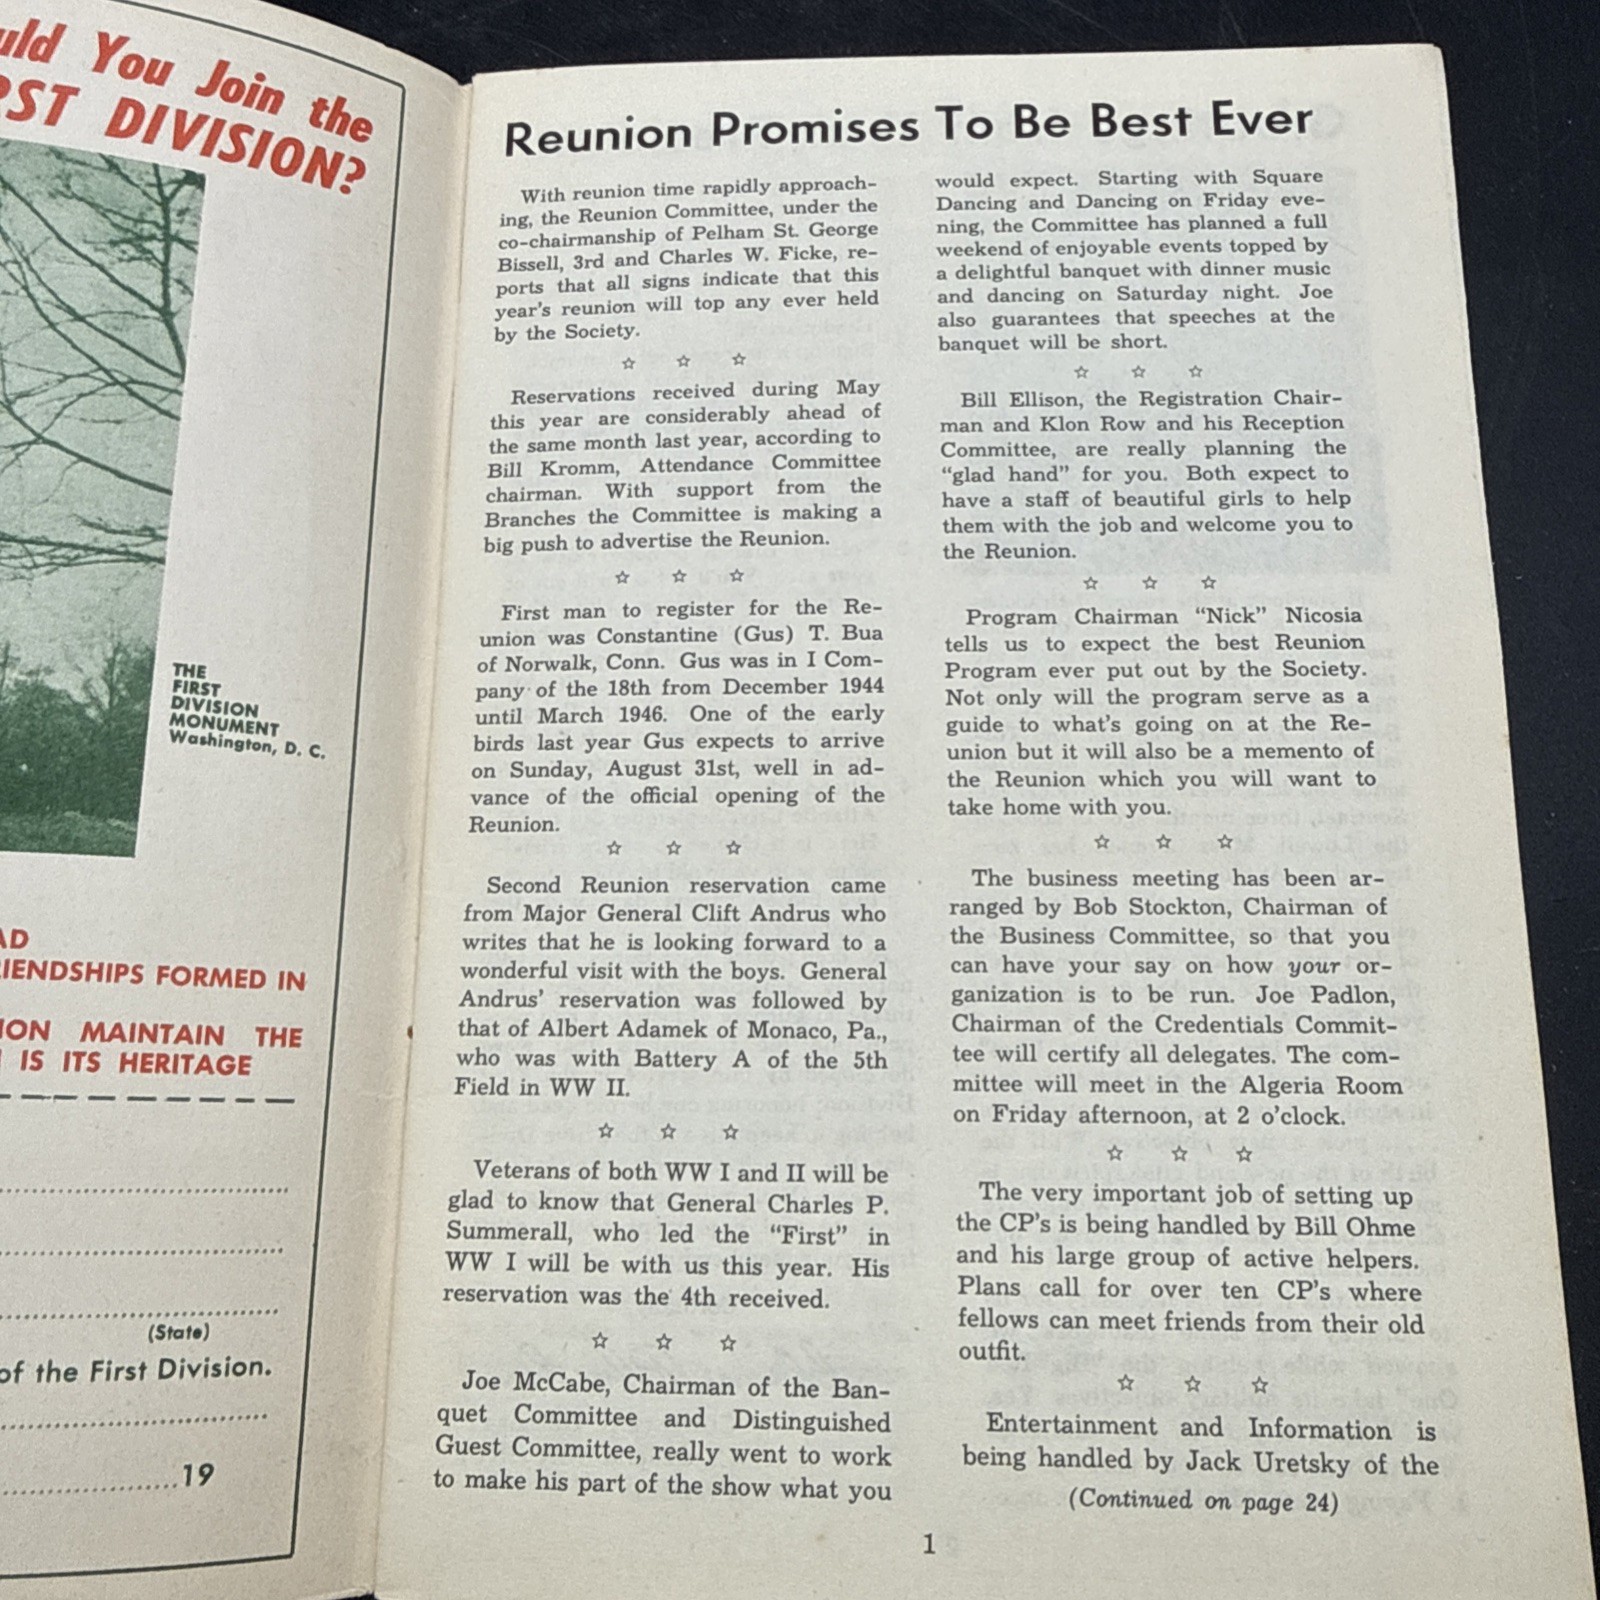 uld You Join the
RST DIVISION?
THE
FIRST
DIVISION
MONUMENT
Washington, D. C.
AD
IENDSHIPS FORMED IN
ION MAINTAIN THE
IS ITS HERITAGE
(State)
of the First Division.
19
Reunion Promises To Be Best Ever
With reunion time rapidly approach-
ing, the Reunion Committee, under the
co-chairmanship of Pelham St. George
Bissell, 3rd and Charles W. Ficke, re-
ports that all signs indicate that this
year's reunion will top any ever held
by the Society.
☆ ☆ ☆
Reservations received during May
this year are considerably ahead of
the same month last year, according to
Bill Kromm, Attendance Committee
chairman. With support from the
Branches the Committee is making a
big push to advertise the Reunion.
☆ ☆ ☆
First man to register for the Re-
union was Constantine (Gus) T. Bua
of Norwalk, Conn. Gus was in I Com-
pany of the 18th from December 1944
until March 1946. One of the early
birds last year Gus expects to arrive
on Sunday, August 31st, well in ad-
vance of the official opening of the
Reunion.
☆ ☆ ☆
Second Reunion reservation came
from Major General Clift Andrus who
writes that he is looking forward to a
wonderful visit with the boys. General
Andrus' reservation was followed by
that of Albert Adamek of Monaco, Pa.,
who was with Battery A of the 5th
Field in WW II.
☆ ☆ ☆
Veterans of both WW I and II will be
glad to know that General Charles P.
Summerall, who led the "First" in
WW I will be with us this year. His
reservation was the 4th received.
☆ ☆ ☆
Joe McCabe, Chairman of the Ban-
quet Committee and Distinguished
Guest Committee, really went to work
to make his part of the show what you
would expect. Starting with Square
Dancing and Dancing on Friday eve-
ning, the Committee has planned a full
weekend of enjoyable events topped by
a delightful banquet with dinner music
and dancing on Saturday night. Joe
also guarantees that speeches at the
banquet will be short.
☆ ☆ ☆
Bill Ellison, the Registration Chair-
man and Klon Row and his Reception
Committee, are really planning the
"glad hand" for you. Both expect to
have a staff of beautiful girls to help
them with the job and welcome you to
the Reunion.
☆ ☆ ☆
Program Chairman "Nick" Nicosia
tells us to expect the best Reunion
Program ever put out by the Society.
Not only will the program serve as a
guide to what's going on at the Re-
union but it will also be a memento of
the Reunion which you will want to
take home with you.
☆ ☆ ☆
The business meeting has been ar-
ranged by Bob Stockton, Chairman of
the Business Committee, so that you
can have your say on how your or-
ganization is to be run. Joe Padlon,
Chairman of the Credentials Commit-
tee will certify all delegates. The com-
mittee will meet in the Algeria Room
on Friday afternoon, at 2 o'clock.
☆ ☆ ☆
The very important job of setting up
the CP's is being handled by Bill Ohme
and his large group of active helpers.
Plans call for over ten CP's where
fellows can meet friends from their old
outfit.
☆ ☆ ☆
Entertainment and Information is
being handled by Jack Uretsky of the
(Continued on page 24)
1